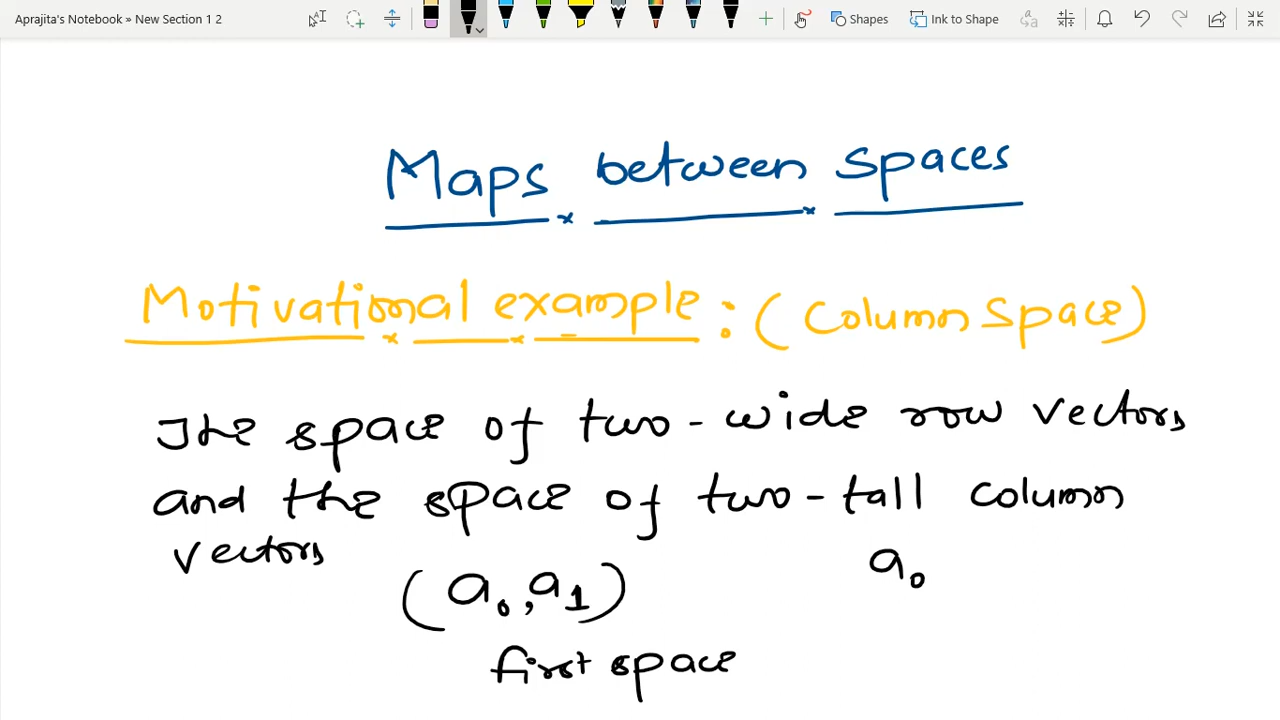 Aprajita's Notebook » New Section 1 2
Shapes
Ink to Shape
Maps between spaces
Motivational example : (Column Space)
The space of two-wide row vectors
and the space of two-tall column
vectors
(a₀,a₁)
a₀
first space